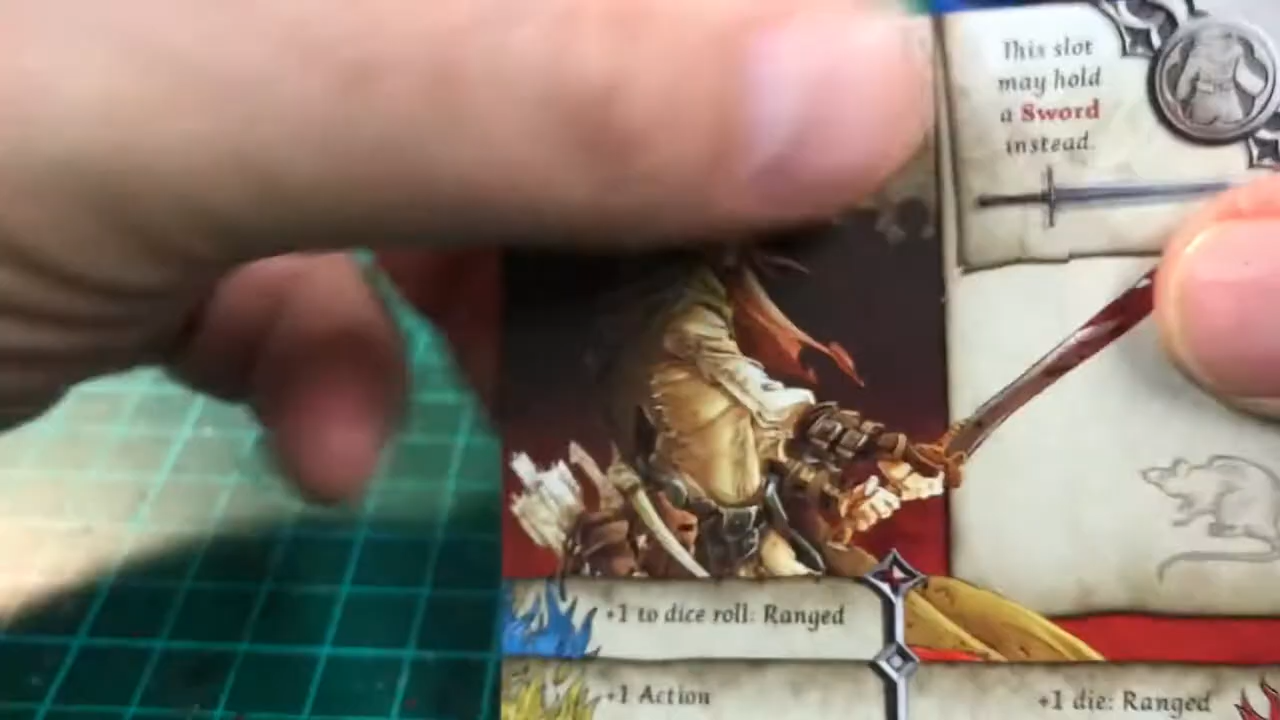 This slot
may hold
a Sword
instead.
+1 to dice roll: Ranged
+1 Action
+1 die: Ranged